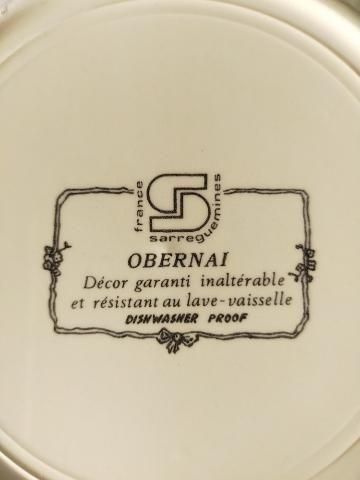 france
S
sarreguemines
OBERNAI
Décor garanti inaltérable
et résistant au lave-vaisselle
DISHWASHER PROOF